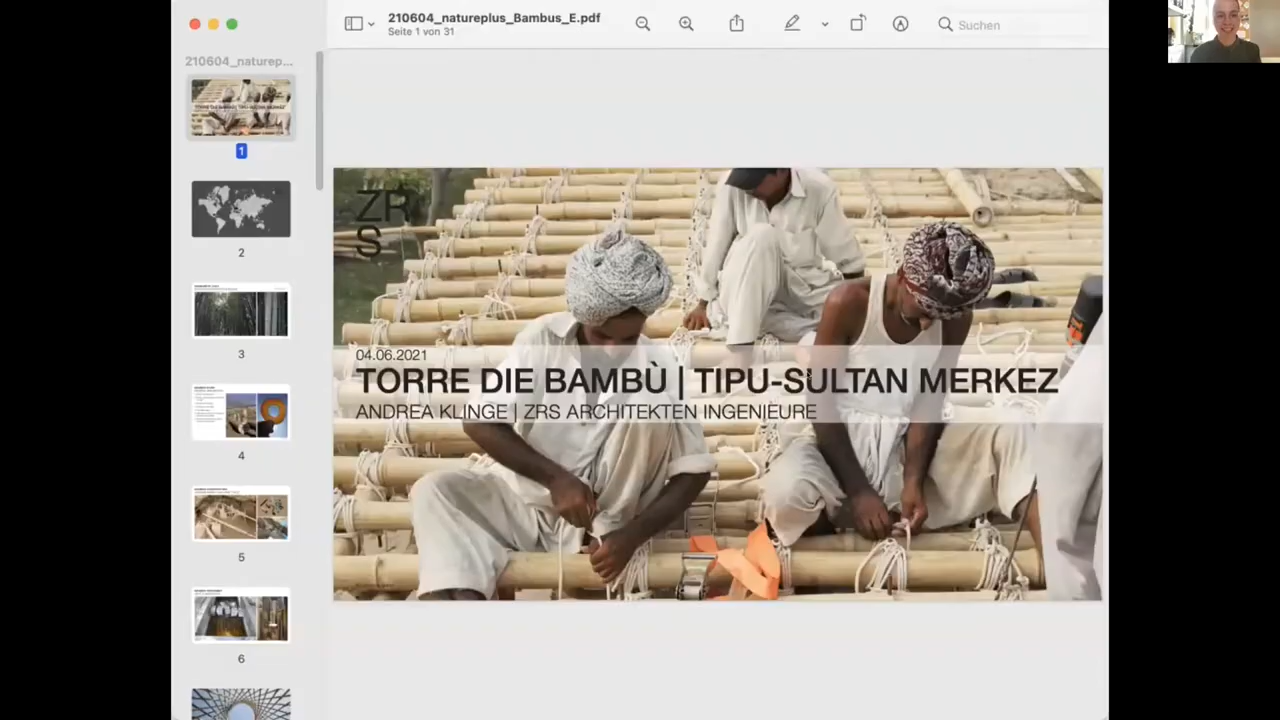 210604_natureplus_Bambus_E.pdf
Seite 1 von 31
Suchen
210604_naturep...
1
2
3
4
5
6
ZR
S
04.06.2021
TORRE DIE BAMBÙ | TIPU-SULTAN MERKEZ
ANDREA KLINGE | ZRS ARCHITEKTEN INGENIEURE